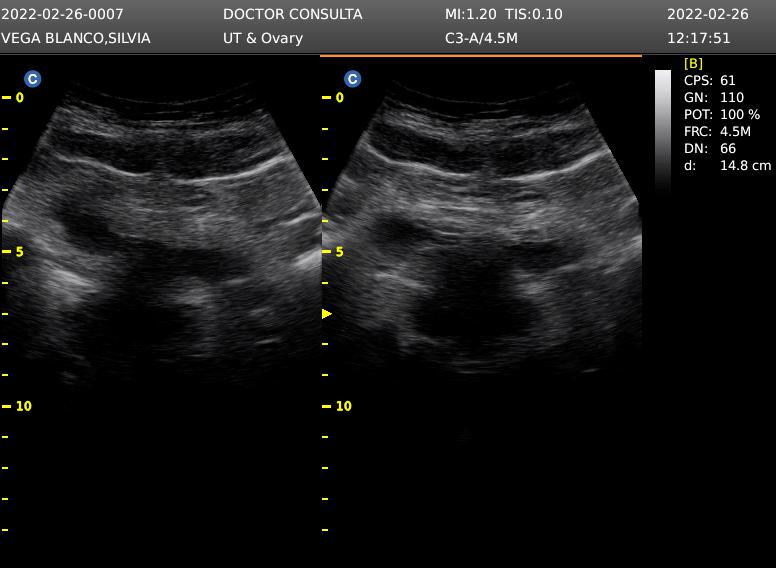 2022-02-26-0007 DOCTOR CONSULTA MI:1.20 TIS:0.10 2022-02-26
VEGA BLANCO,SILVIA UT & Ovary C3-A/4.5M 12:17:51
[B]
CPS: 61
GN: 110
POT: 100 %
FRC: 4.5M
DN: 66
d: 14.8 cm
C C
0 0
5 5
10 10